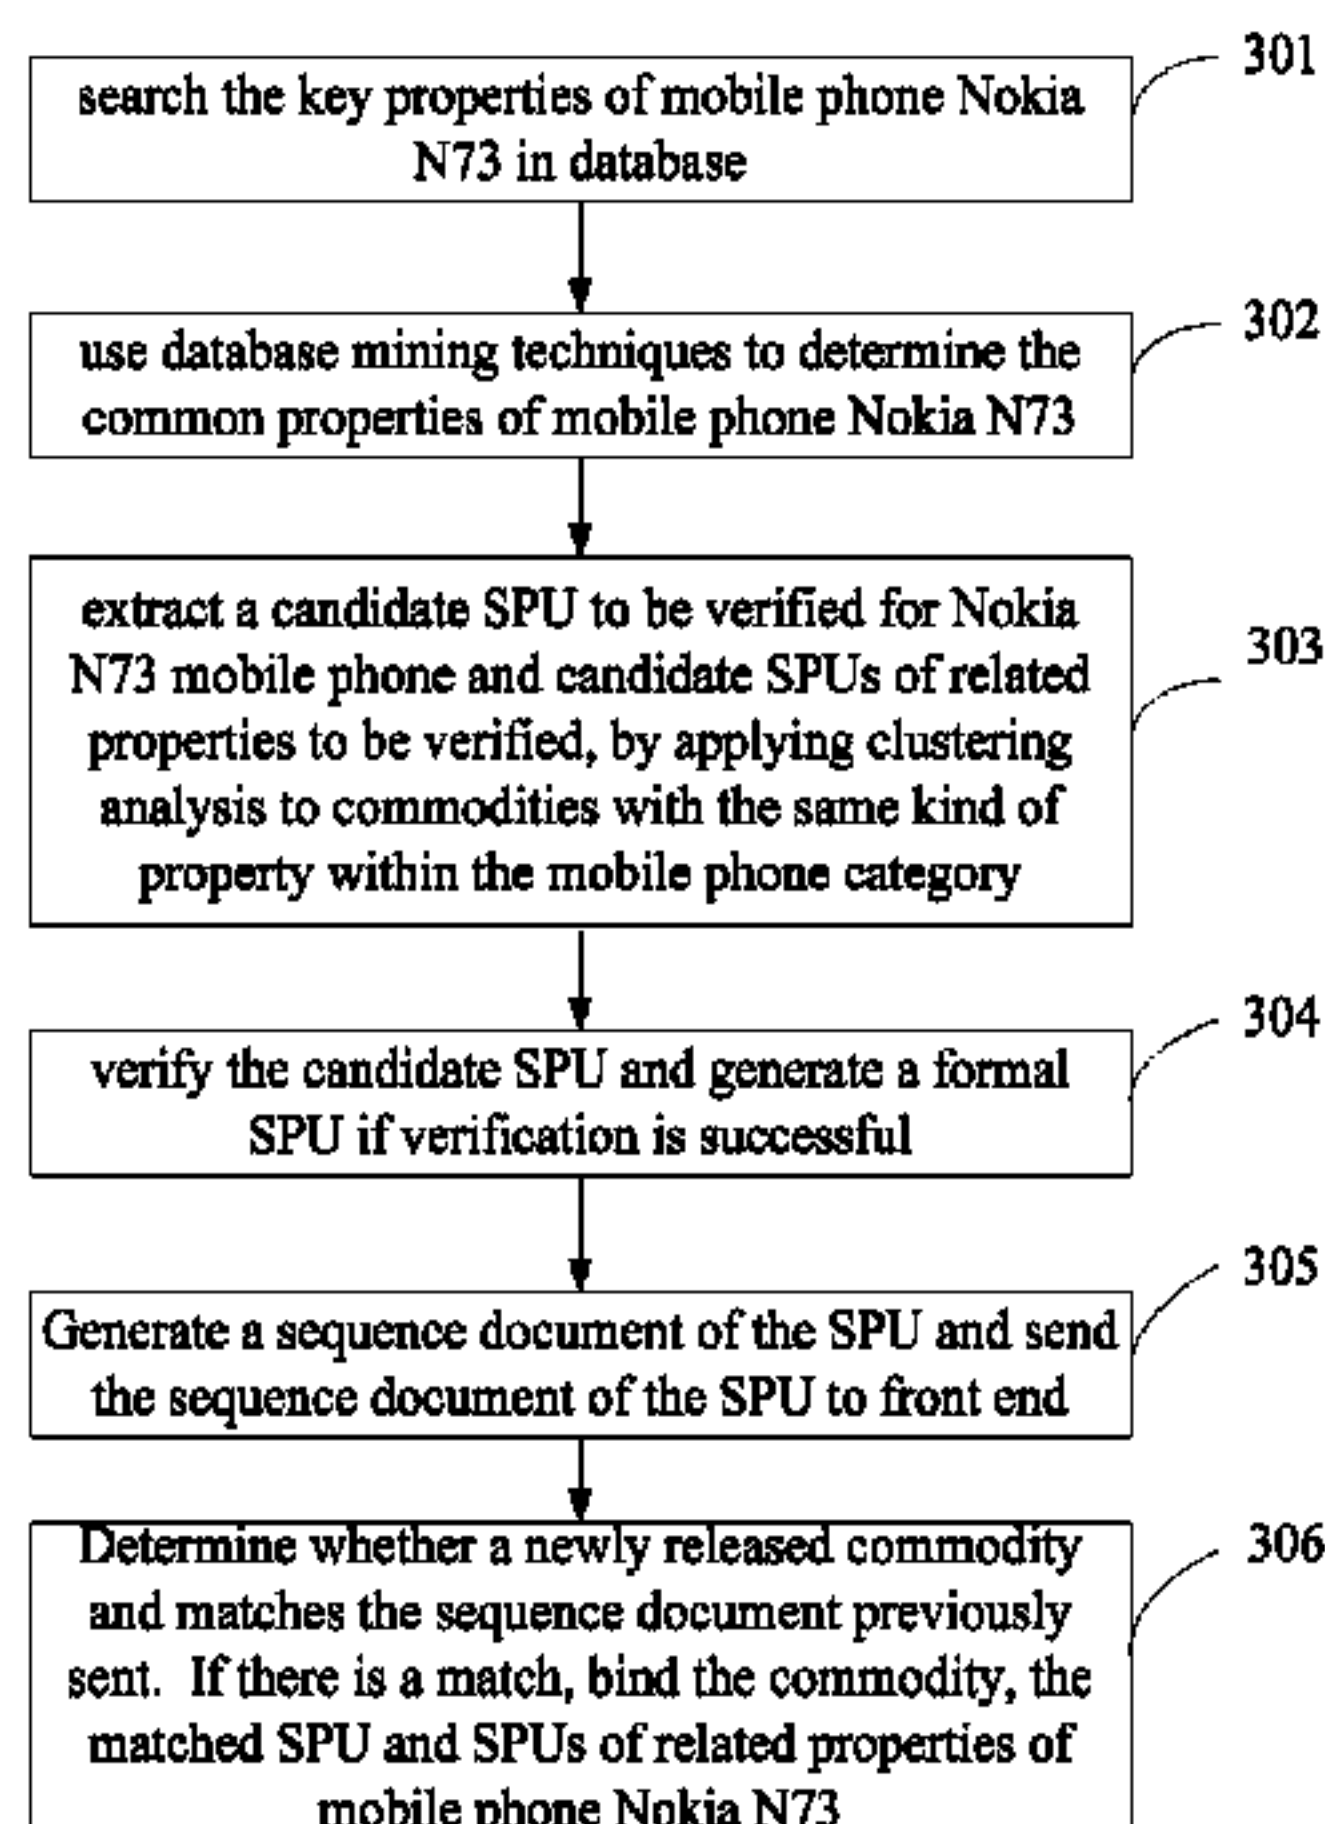 301
search the key properties of mobile phone Nokia
N73 in database
302
use database mining techniques to determine the
common properties of mobile phone Nokia N73
303
extract a candidate SPU to be verified for Nokia
N73 mobile phone and candidate SPUs of related
properties to be verified, by applying clustering
analysis to commodities with the same kind of
property within the mobile phone category
304
verify the candidate SPU and generate a formal
SPU if verification is successful
305
Generate a sequence document of the SPU and send
the sequence document of the SPU to front end
306
Determine whether a newly released commodity
and matches the sequence document previously
sent.  If there is a match, bind the commodity, the
matched SPU and SPUs of related properties of
mobile phone Nokia N73